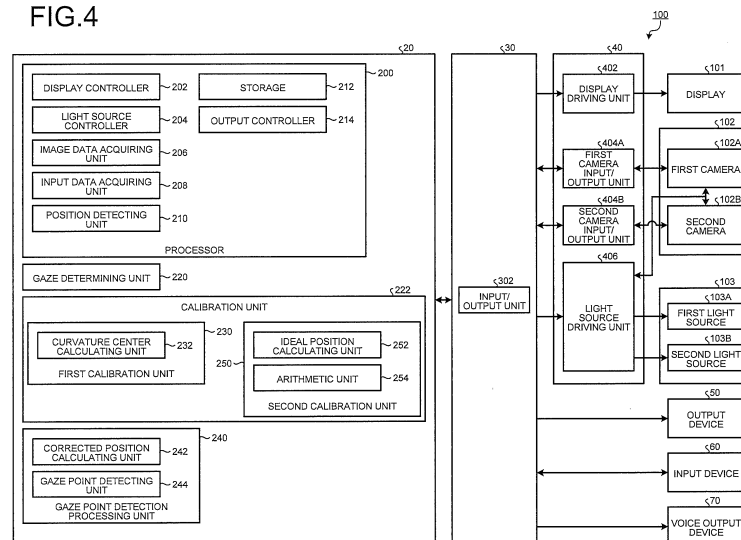 FIG.4
100
20
30
40
200
DISPLAY CONTROLLER
202
STORAGE
212
LIGHT SOURCE
CONTROLLER
204
OUTPUT CONTROLLER
214
IMAGE DATA ACQUIRING
UNIT
206
INPUT DATA ACQUIRING
UNIT
208
POSITION DETECTING
UNIT
210
PROCESSOR
GAZE DETERMINING UNIT
220
222
CALIBRATION UNIT
230
CURVATURE CENTER
CALCULATING UNIT
232
FIRST CALIBRATION UNIT
250
IDEAL POSITION
CALCULATING UNIT
252
ARITHMETIC UNIT
254
SECOND CALIBRATION UNIT
240
CORRECTED POSITION
CALCULATING UNIT
242
GAZE POINT DETECTING
UNIT
244
GAZE POINT DETECTION
PROCESSING UNIT
302
INPUT/
OUTPUT UNIT
402
DISPLAY
DRIVING UNIT
404A
FIRST
CAMERA
INPUT/
OUTPUT UNIT
404B
SECOND
CAMERA
INPUT/
OUTPUT UNIT
406
LIGHT
SOURCE
DRIVING UNIT
101
DISPLAY
102
102A
FIRST CAMERA
102B
SECOND
CAMERA
103
103A
FIRST LIGHT
SOURCE
103B
SECOND LIGHT
SOURCE
50
OUTPUT
DEVICE
60
INPUT DEVICE
70
VOICE OUTPUT
DEVICE